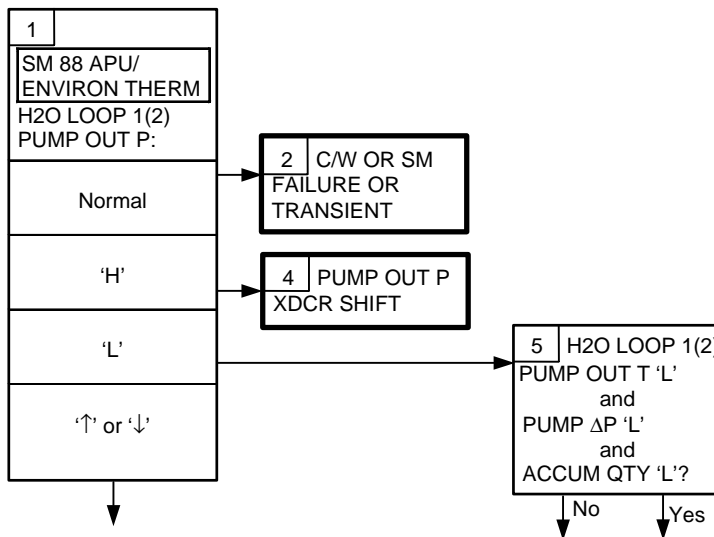 1
SM 88 APU/
ENVIRON THERM
H2O LOOP 1(2)
PUMP OUT P:
Normal
‘H’
‘L’
‘↑’ or ‘↓’
2 C/W OR SM
FAILURE OR
TRANSIENT
4 PUMP OUT P
XDCR SHIFT
5 H2O LOOP 1(2)
PUMP OUT T ‘L’
and
PUMP ΔP ‘L’
and
ACCUM QTY ‘L’?
No
Yes